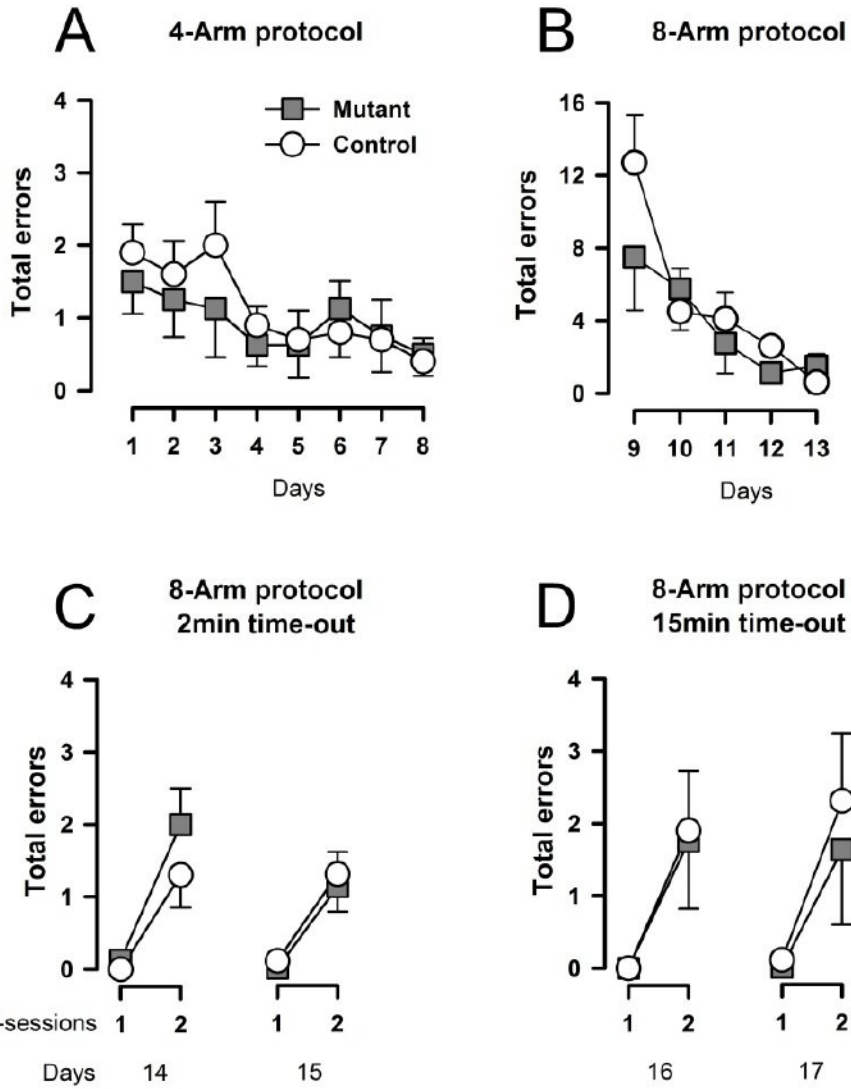 A
4-Arm protocol
4
3
2
1
0
Total errors
Mutant
Control
1 2 3 4 5 6 7 8
Days
B
8-Arm protocol
16
12
8
4
0
Total errors
9 10 11 12 13
Days
C
8-Arm protocol
2min time-out
4
3
2
1
0
Total errors
-sessions 1 2 1 2
Days 14 15
D
8-Arm protocol
15min time-out
4
3
2
1
0
Total errors
1 2 1 2
16 17